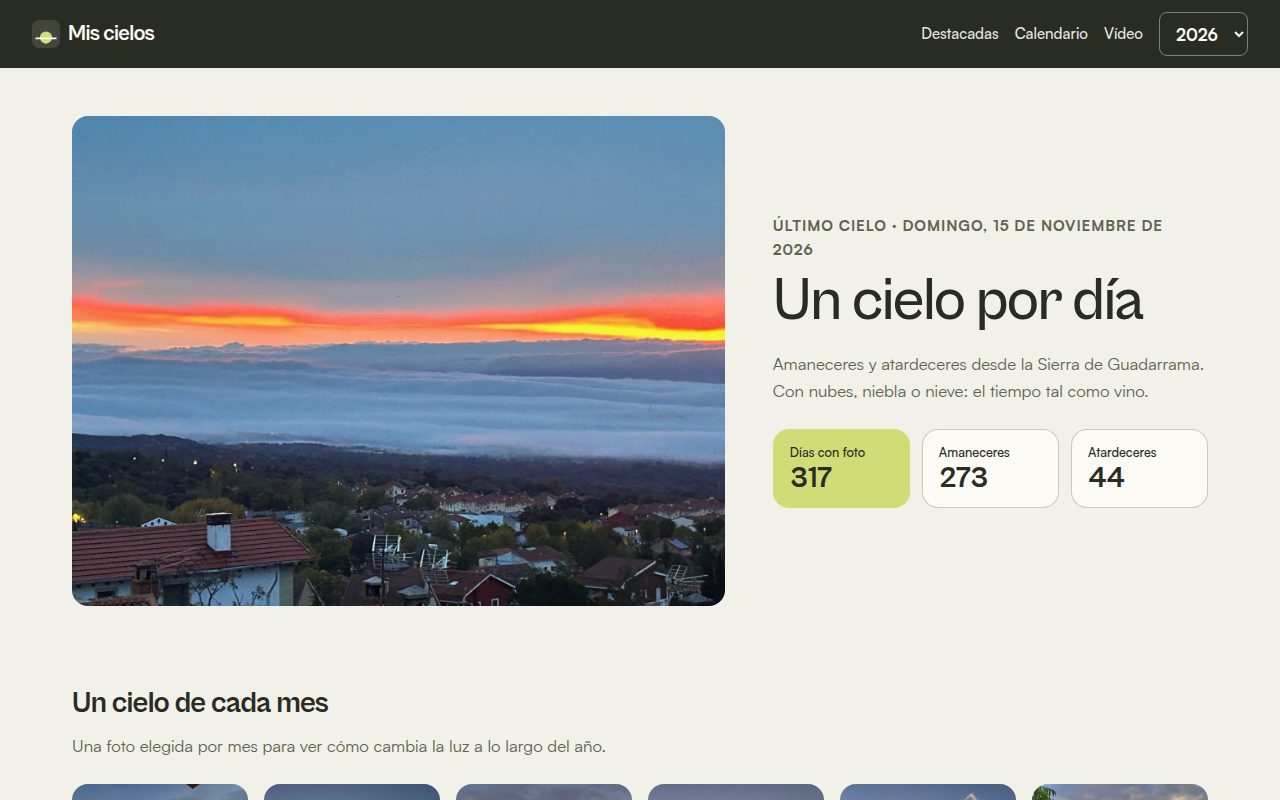 Mis cielos
Destacadas
Calendario
Vídeo
2026
ÚLTIMO CIELO · DOMINGO, 15 DE NOVIEMBRE DE
2026
Un cielo por día
Amaneceres y atardeceres desde la Sierra de Guadarrama.
Con nubes, niebla o nieve: el tiempo tal como vino.
Días con foto
317
Amaneceres
273
Atardeceres
44
Un cielo de cada mes
Una foto elegida por mes para ver cómo cambia la luz a lo largo del año.